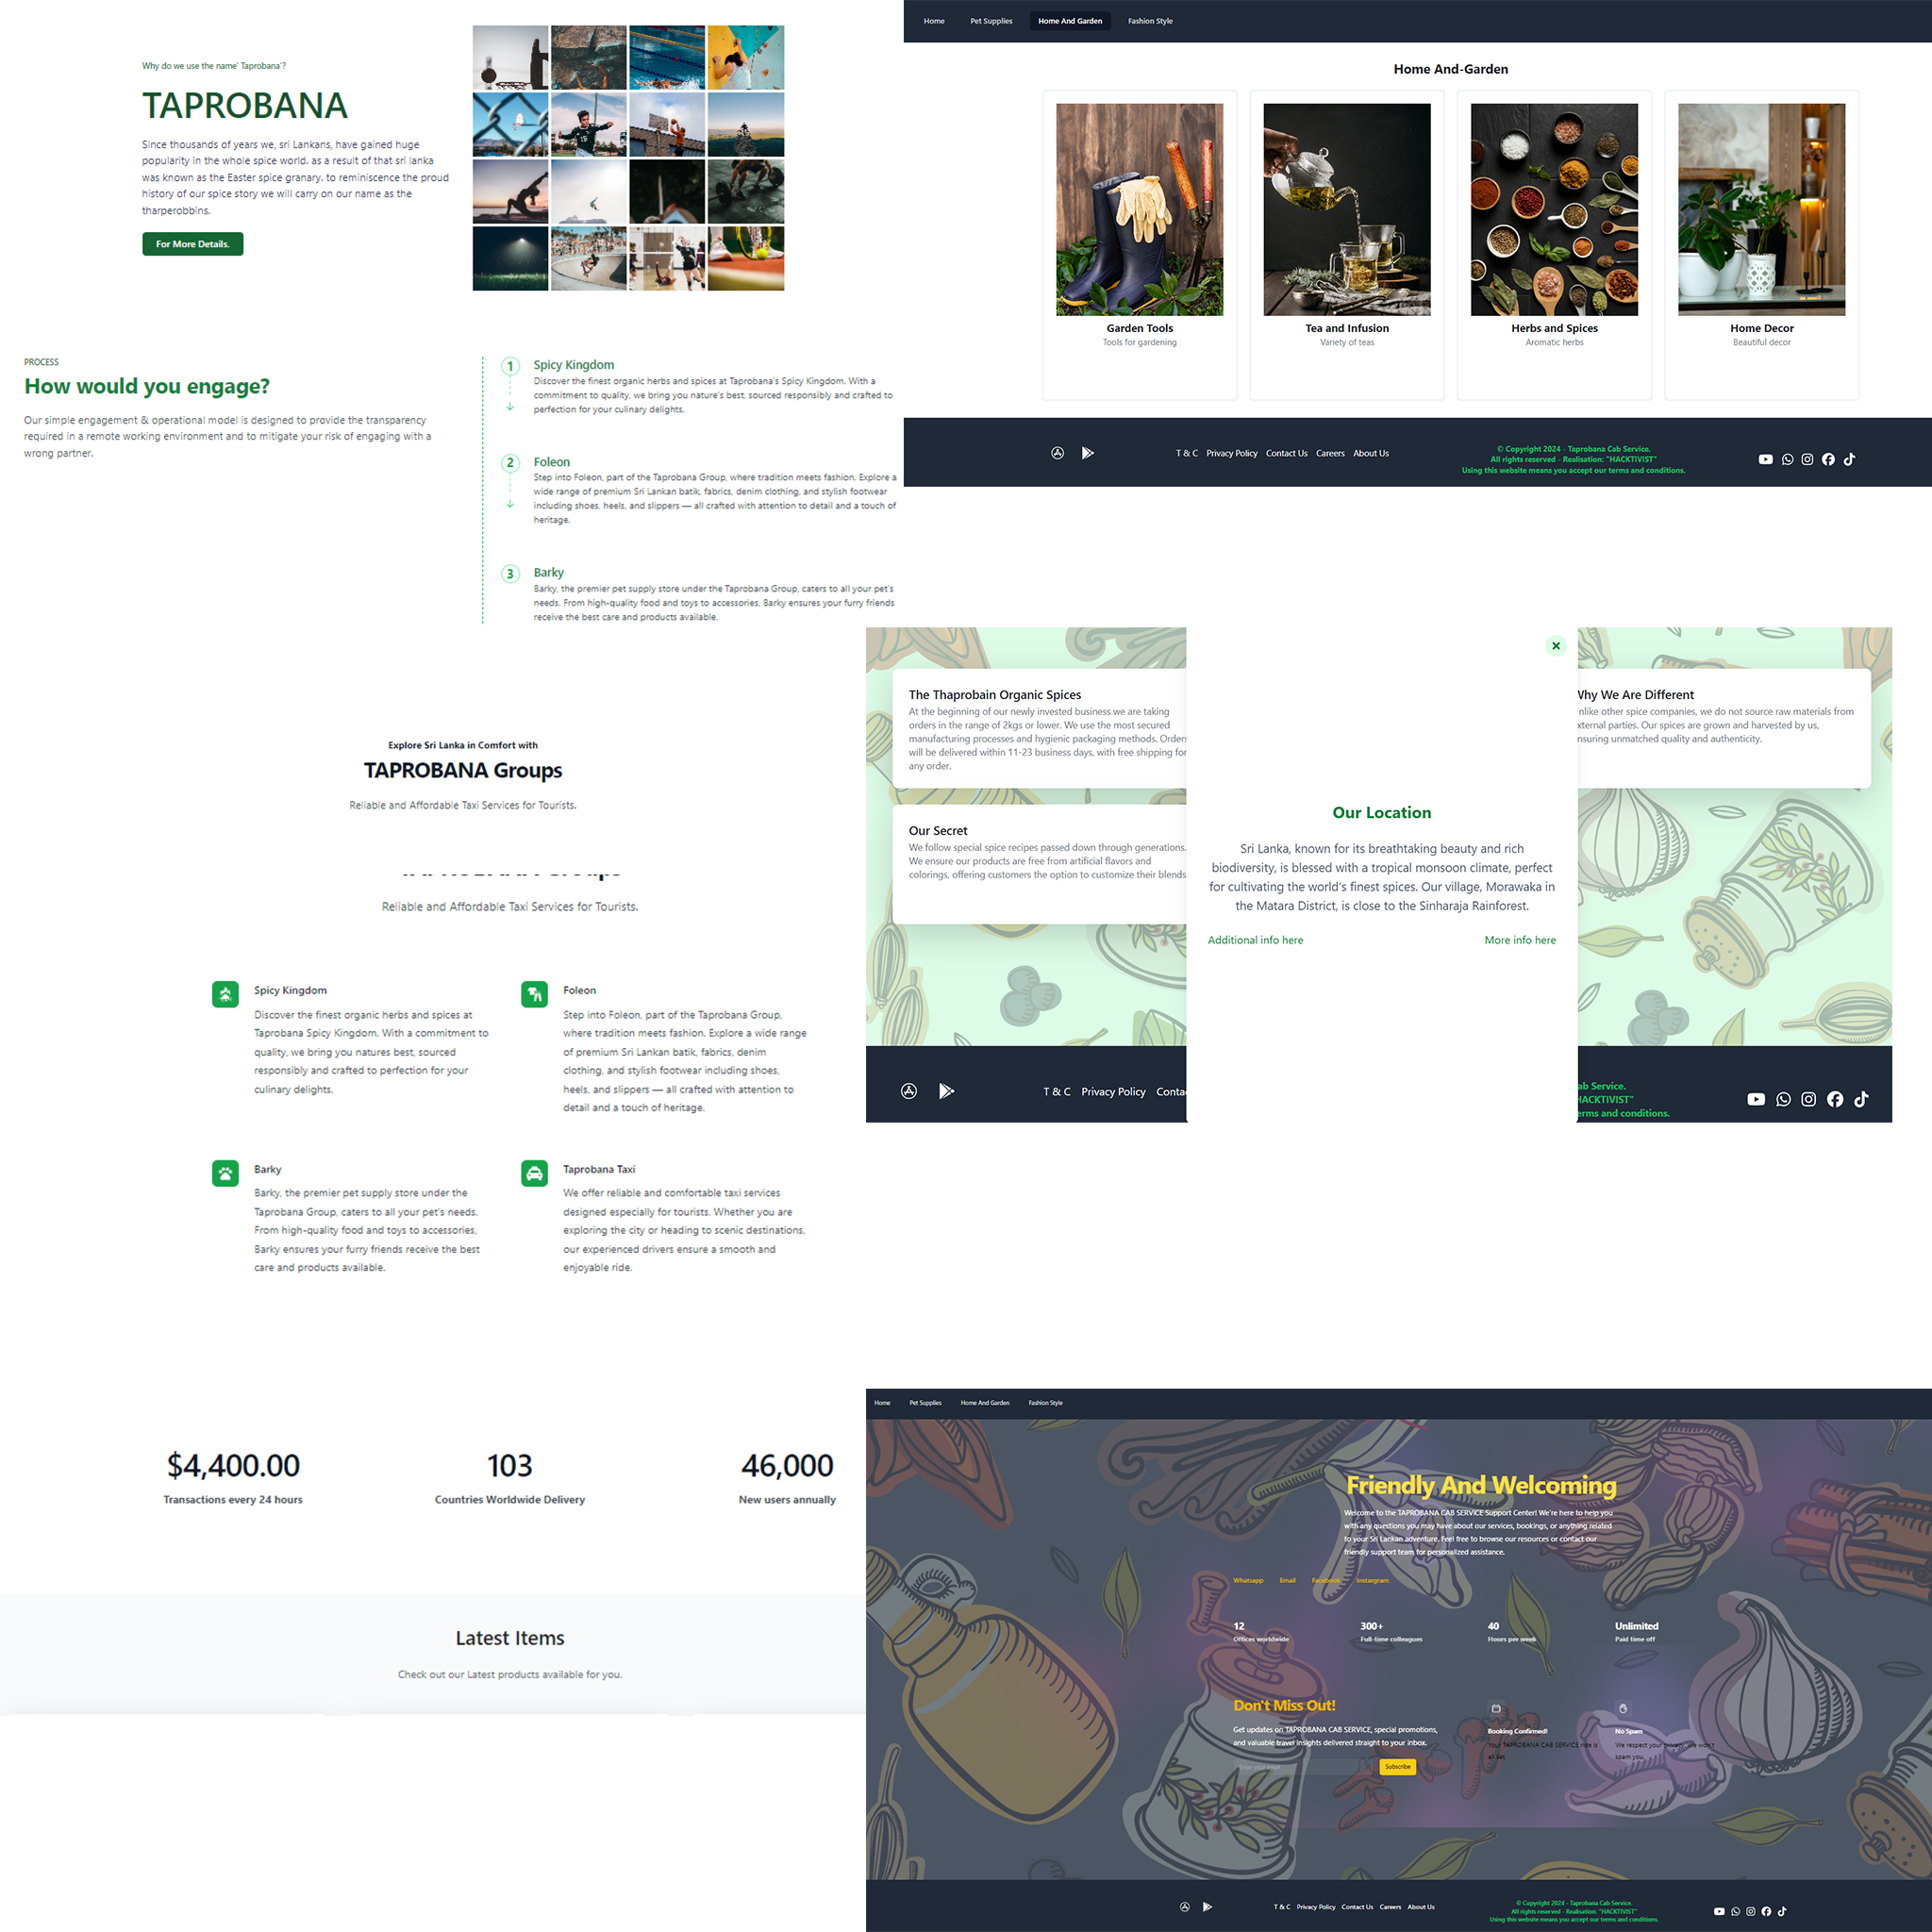 Why do we use the name' Taprobana'?
TAPROBANA
Since thousands of years we, sri Lankans, have gained huge
popularity in the whole spice world. as a result of that sri lanka
was known as the Easter spice granary. to reminiscence the proud
history of our spice story we will carry on our name as the
tharperobbins.
For More Details.
PROCESS
How would you engage?
Our simple engagement & operational model is designed to provide the transparency
required in a remote working environment and to mitigate your risk of engaging with a
wrong partner.
1
Spicy Kingdom
Discover the finest organic herbs and spices at Taprobana's Spicy Kingdom. With a
commitment to quality, we bring you nature's best, sourced responsibly and crafted to
perfection for your culinary delights.
2
Foleon
Step into Foleon, part of the Taprobana Group, where tradition meets fashion. Explore a
wide range of premium Sri Lankan batik, fabrics, denim clothing, and stylish footwear
including shoes, heels, and slippers — all crafted with attention to detail and a touch of
heritage.
3
Barky
Barky, the premier pet supply store under the Taprobana Group, caters to all your pet's
needs. From high-quality food and toys to accessories, Barky ensures your furry friends
receive the best care and products available.
Home Pet Supplies Home And Garden Fashion Style
Home And-Garden
Garden Tools
Tools for gardening
Tea and Infusion
Variety of teas
Herbs and Spices
Aromatic herbs
Home Decor
Beautiful decor
T & C Privacy Policy Contact Us Careers About Us
© Copyright 2024 - Taprobana Cab Service.
All rights reserved - Realisation: "HACKTIVIST"
Using this website means you accept our terms and conditions.
Explore Sri Lanka in Comfort with
TAPROBANA Groups
Reliable and Affordable Taxi Services for Tourists.
Reliable and Affordable Taxi Services for Tourists.
Spicy Kingdom
Discover the finest organic herbs and spices at
Taprobana Spicy Kingdom. With a commitment to
quality, we bring you natures best, sourced
responsibly and crafted to perfection for your
culinary delights.
Foleon
Step into Foleon, part of the Taprobana Group,
where tradition meets fashion. Explore a wide range
of premium Sri Lankan batik, fabrics, denim
clothing, and stylish footwear including shoes,
heels, and slippers — all crafted with attention to
detail and a touch of heritage.
Barky
Barky, the premier pet supply store under the
Taprobana Group, caters to all your pet's needs.
From high-quality food and toys to accessories,
Barky ensures your furry friends receive the best
care and products available.
Taprobana Taxi
We offer reliable and comfortable taxi services
designed especially for tourists. Whether you are
exploring the city or heading to scenic destinations,
our experienced drivers ensure a smooth and
enjoyable ride.
The Thaprobain Organic Spices
At the beginning of our newly invested business we are taking
orders in the range of 2kgs or lower. We use the most secured
manufacturing processes and hygienic packaging methods. Orders
will be delivered within 11-23 business days, with free shipping for
any order.
Our Secret
We follow special spice recipes passed down through generations.
We ensure our products are free from artificial flavors and
colorings, offering customers the option to customize their blends
Our Location
Sri Lanka, known for its breathtaking beauty and rich
biodiversity, is blessed with a tropical monsoon climate, perfect
for cultivating the world's finest spices. Our village, Morawaka in
the Matara District, is close to the Sinharaja Rainforest.
Additional info here More info here
Why We Are Different
nlike other spice companies, we do not source raw materials from
xternal parties. Our spices are grown and harvested by us,
nsuring unmatched quality and authenticity.
T & C Privacy Policy Conta
ab Service.
HACKTIVIST"
erms and conditions.
$4,400.00
Transactions every 24 hours
103
Countries Worldwide Delivery
46,000
New users annually
Latest Items
Check out our Latest products available for you.
Home Pet Supplies Home And Garden Fashion Style
Friendly And Welcoming
Welcome to the TAPROBANA CAB SERVICE Support Center! We're here to help you
with any questions you may have about our services, bookings, or anything related
to your Sri Lankan adventure. Feel free to browse our resources or contact our
friendly support team for personalized assistance.
Whatsapp Email Facebook Instargram
12
Offices worldwide
300+
Full-time colleagues
40
Hours per week
Unlimited
Paid time off
Don't Miss Out!
Get updates on TAPROBANA CAB SERVICE, special promotions,
and valuable travel insights delivered straight to your inbox.
Enter your email
Subscribe
Booking Confirmed!
Your TAPROBANA CAB SERVICE ride is
all set.
No Spam
We respect your privacy. We won't
spam you.
T & C Privacy Policy Contact Us Careers About Us
© Copyright 2024 - Taprobana Cab Service.
All rights reserved - Realisation: "HACKTIVIST"
Using this website means you accept our terms and conditions.